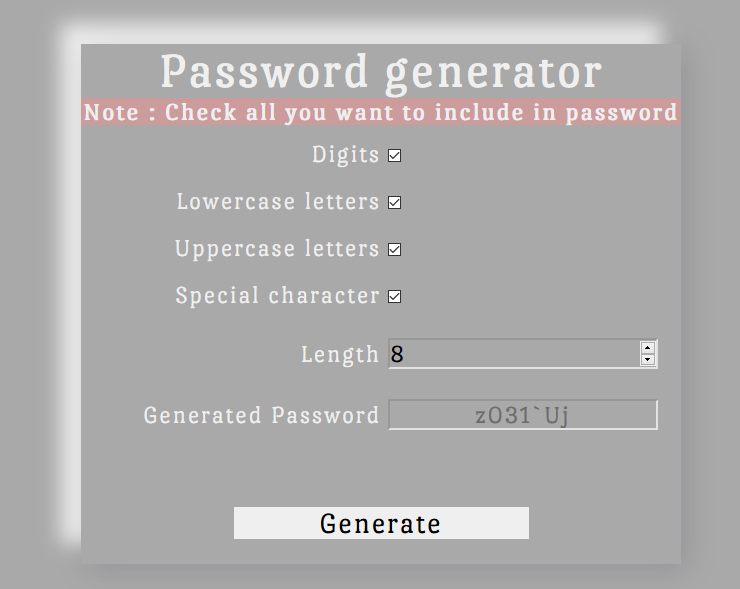 Password generator
Note : Check all you want to include in password
Digits
Lowercase letters
Uppercase letters
Special character
Length 8
Generated Password z031`Uj
Generate